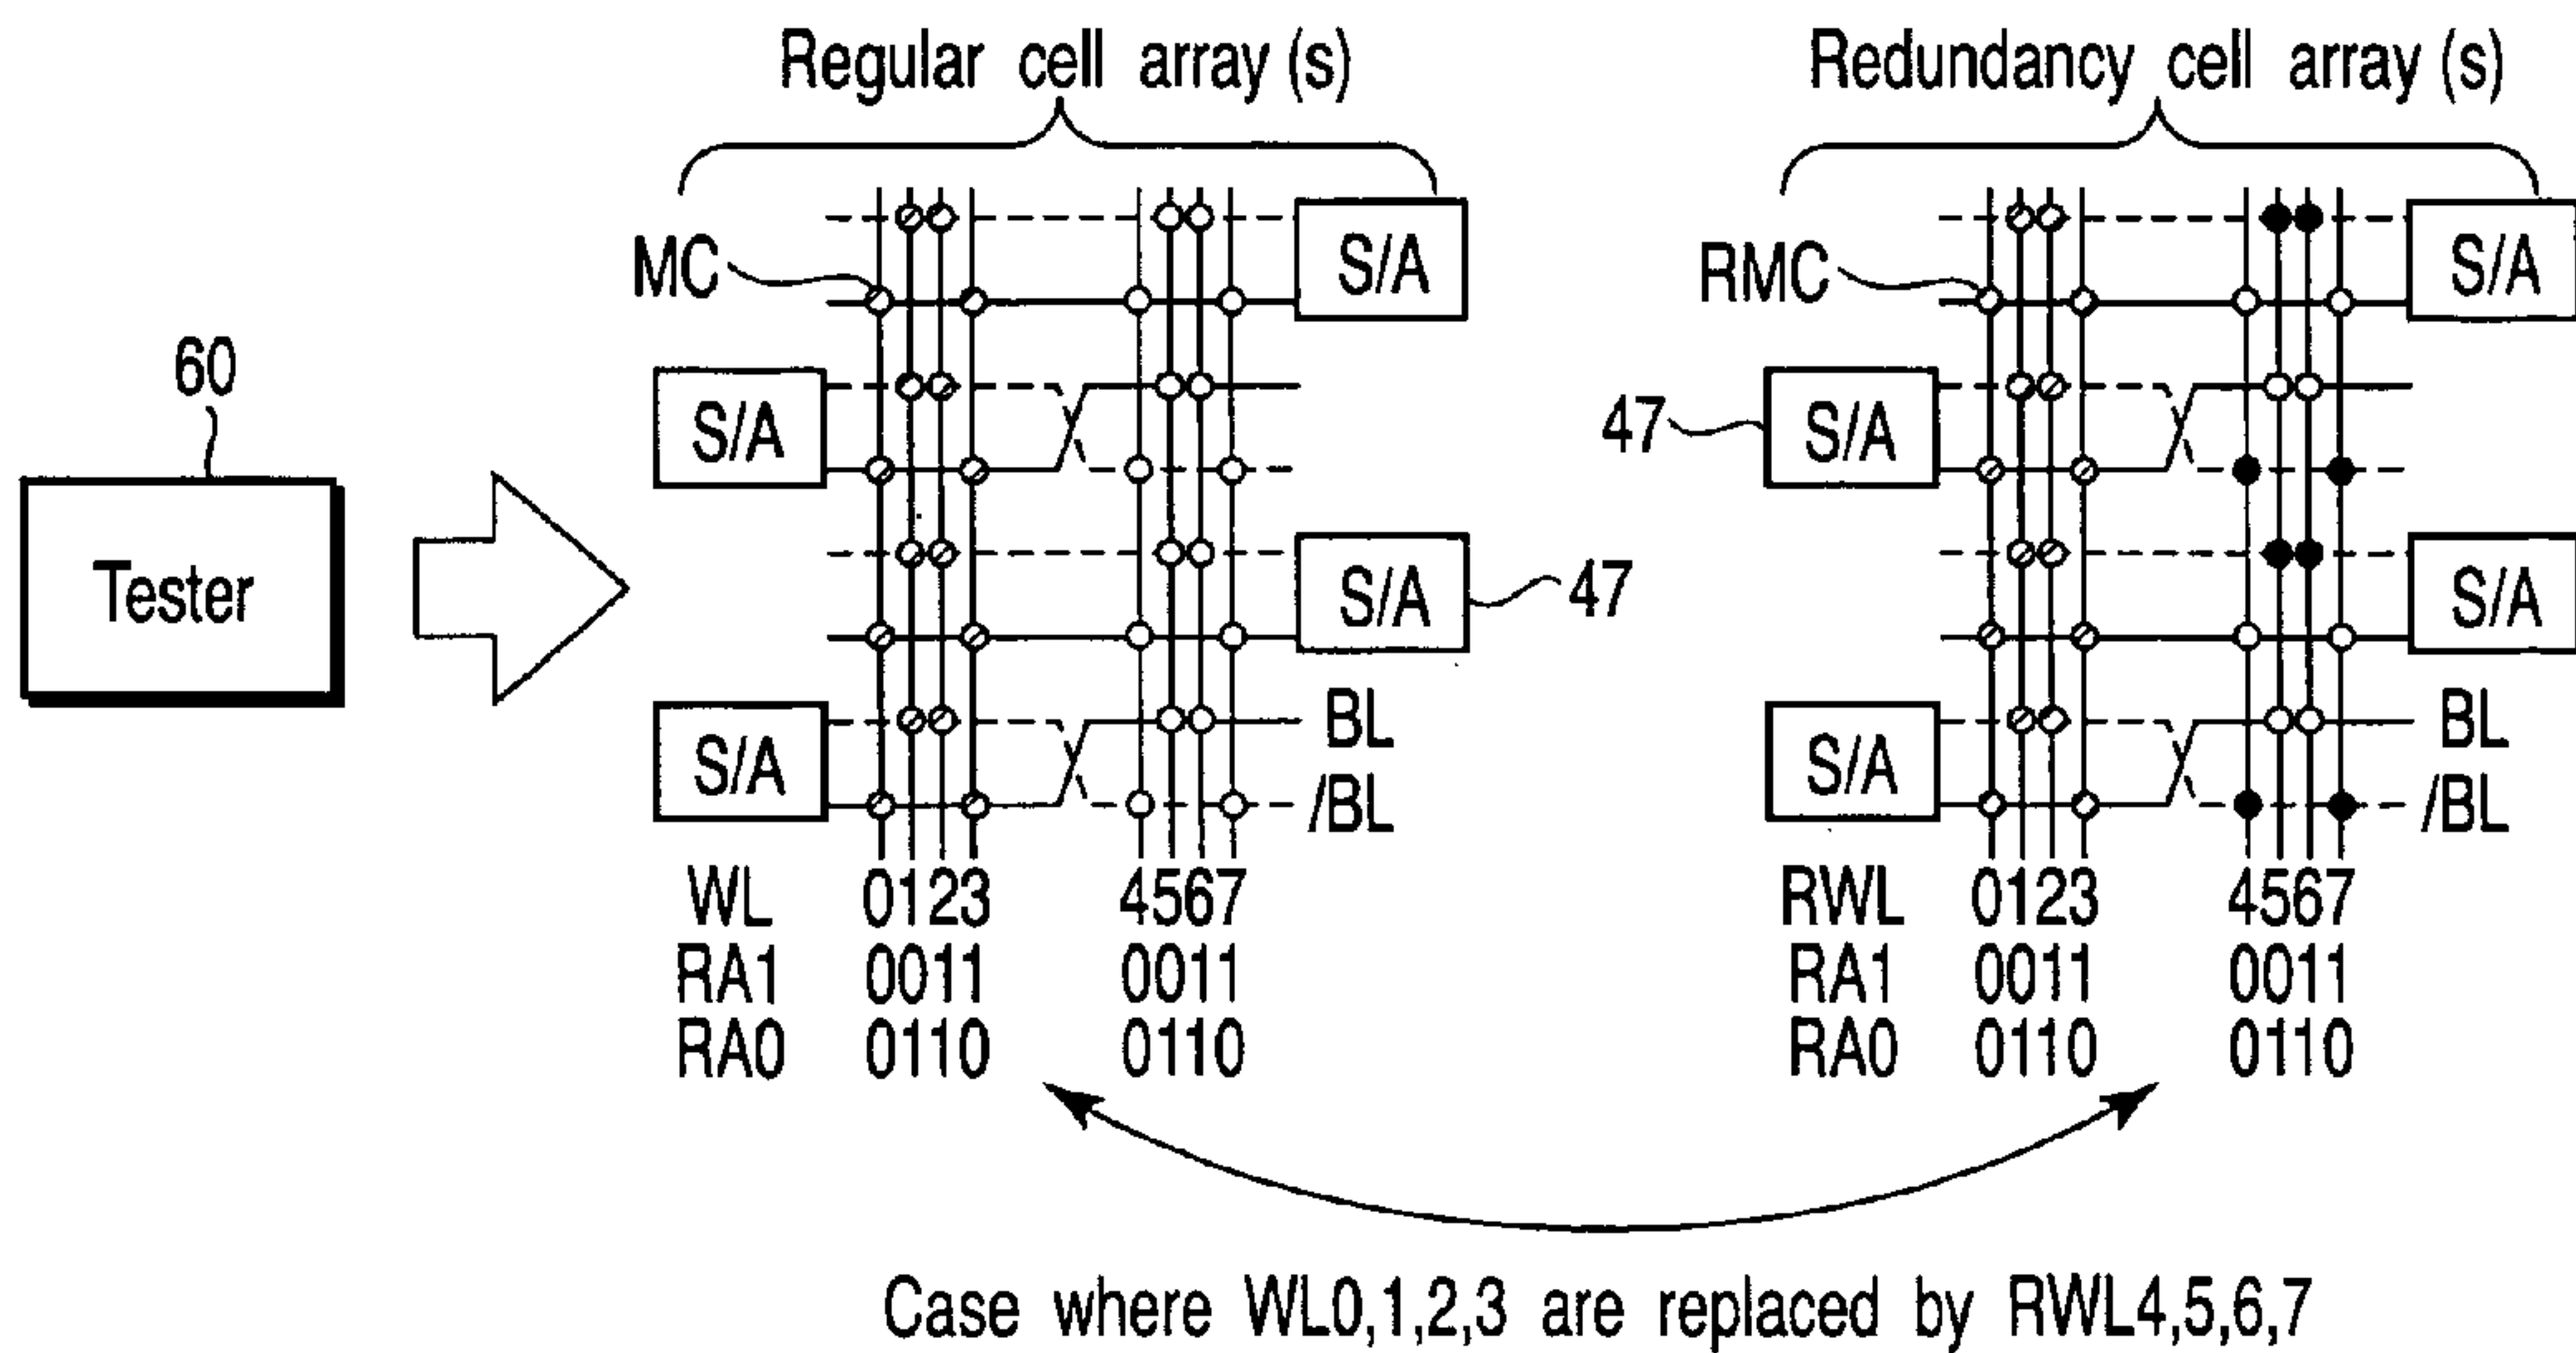 Regular cell array (s)
Redundancy cell array (s)
MC
S/A
RMC
S/A
60
S/A
47
S/A
Tester
S/A
47
S/A
S/A
BL
/BL
S/A
BL
/BL
WL 0123 4567
RA1 0011 0011
RA0 0110 0110
RWL 0123 4567
RA1 0011 0011
RA0 0110 0110
Case where WL0,1,2,3 are replaced by RWL4,5,6,7